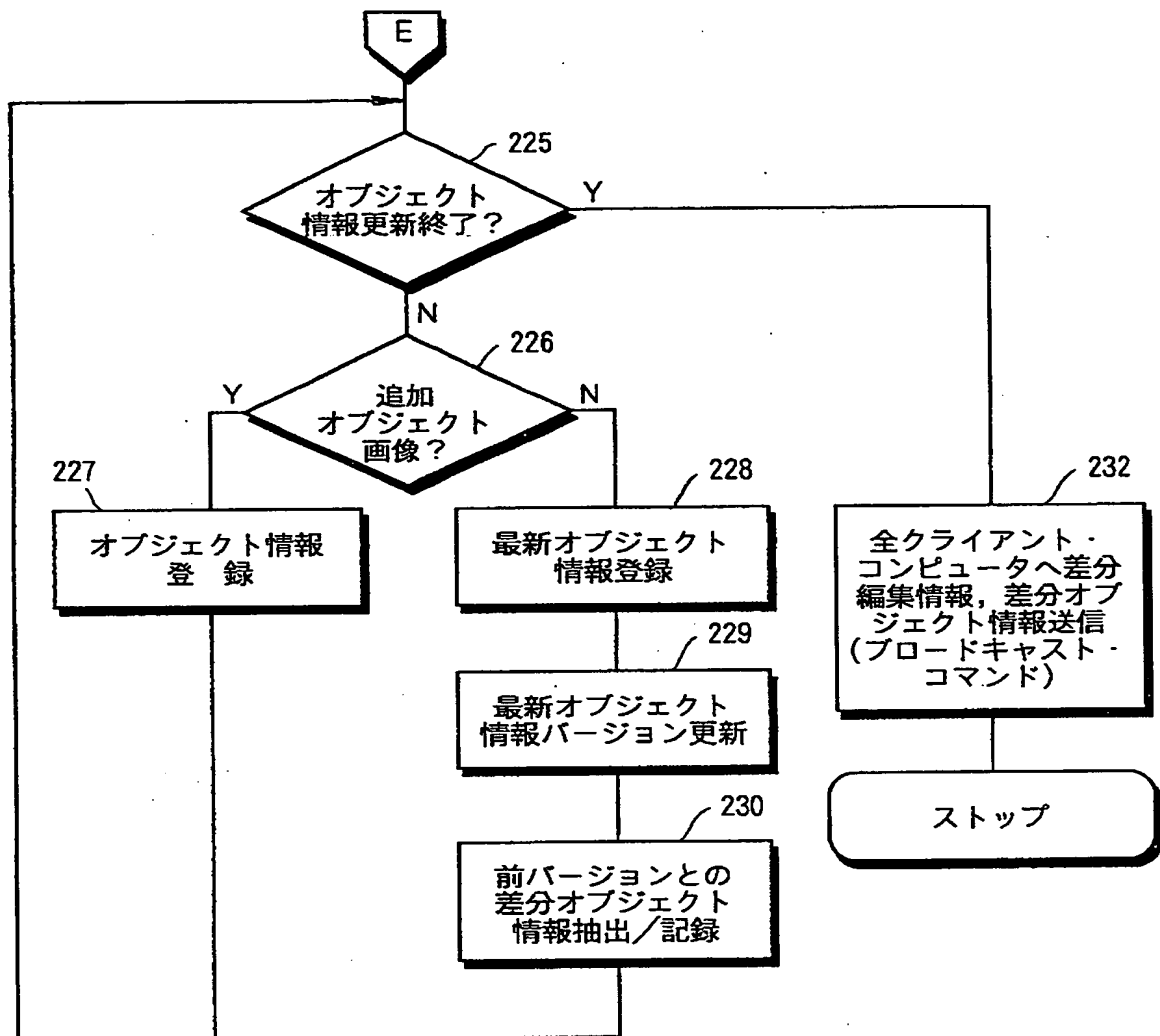 E
225
オブジェクト
情報更新終了?
Y
N
226
追加
オブジェクト
画像?
Y
N
227
オブジェクト情報
登 録
228
最新オブジェクト
情報登録
229
最新オブジェクト
情報バージョン更新
230
前バージョンとの
差分オブジェクト
情報抽出/記録
232
全クライアント・
コンピュータへ差分
編集情報,差分オブ
ジェクト情報送信
(ブロードキャスト・
コマンド)
ストップ